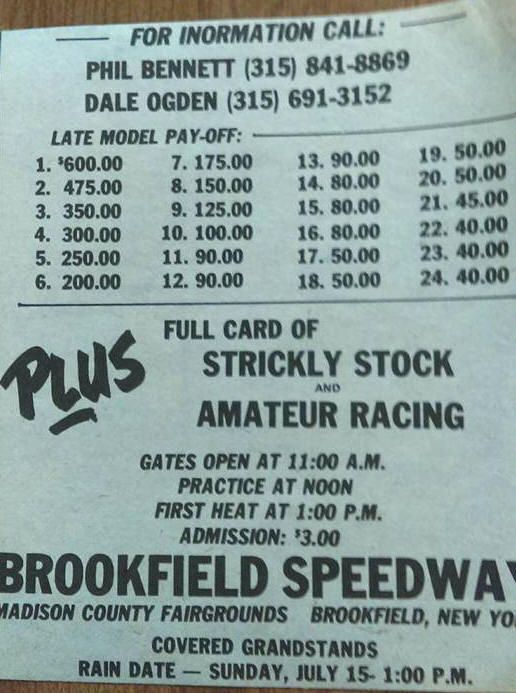 FOR INORMATION CALL:
PHIL BENNETT (315) 841-8869
DALE OGDEN (315) 691-3152
LATE MODEL PAY-OFF:
1. $600.00 7. 175.00 13. 90.00 19. 50.00
2. 475.00 8. 150.00 14. 80.00 20. 50.00
3. 350.00 9. 125.00 15. 80.00 21. 45.00
4. 300.00 10. 100.00 16. 80.00 22. 40.00
5. 250.00 11. 90.00 17. 50.00 23. 40.00
6. 200.00 12. 90.00 18. 50.00 24. 40.00
PLUS
FULL CARD OF
STRICKLY STOCK
AND
AMATEUR RACING
GATES OPEN AT 11:00 A.M.
PRACTICE AT NOON
FIRST HEAT AT 1:00 P.M.
ADMISSION: $3.00
BROOKFIELD SPEEDWAY
MADISON COUNTY FAIRGROUNDS BROOKFIELD, NEW YO
COVERED GRANDSTANDS
RAIN DATE — SUNDAY, JULY 15- 1:00 P.M.